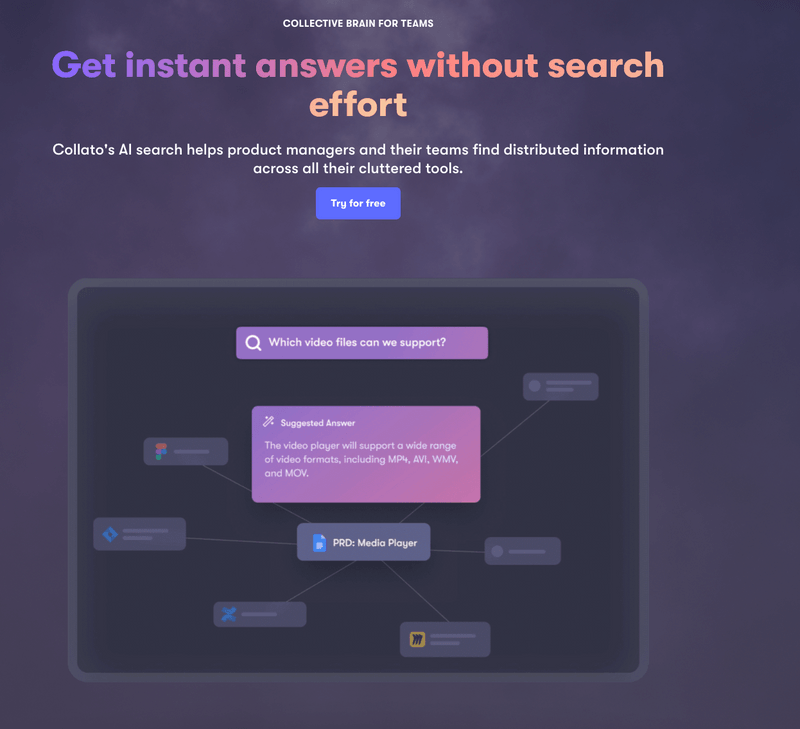 COLLECTIVE BRAIN FOR TEAMS
Get instant answers without search
effort
Collato's AI search helps product managers and their teams find distributed information
across all their cluttered tools.
Try for free
Which video files can we support?
Suggested Answer
The video player will support a wide range
of video formats, including MP4, AVI, WMV,
and MOV.
PRD: Media Player